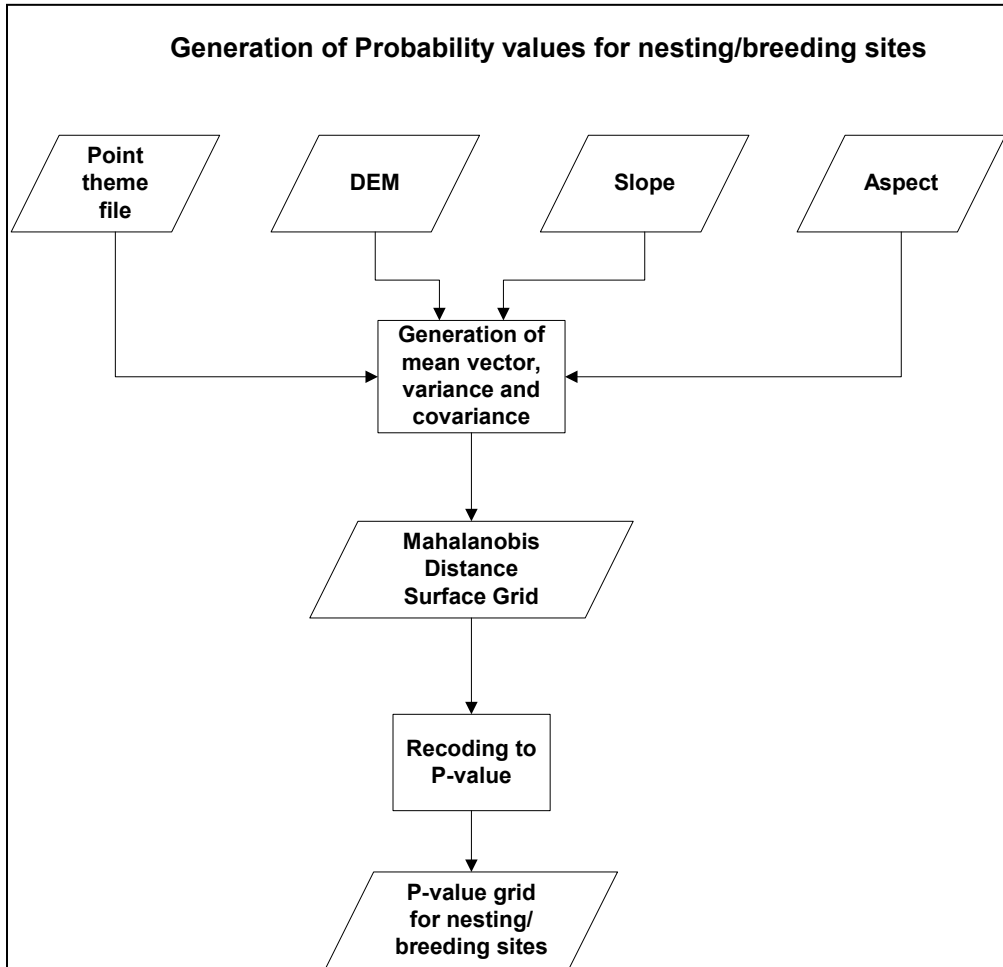 Generation of Probability values for nesting/breeding sites
Point
theme
file
DEM
Slope
Aspect
Generation of
mean vector,
variance and
covariance
Mahalanobis
Distance
Surface Grid
Recoding to
P-value
P-value grid
for nesting/
breeding sites